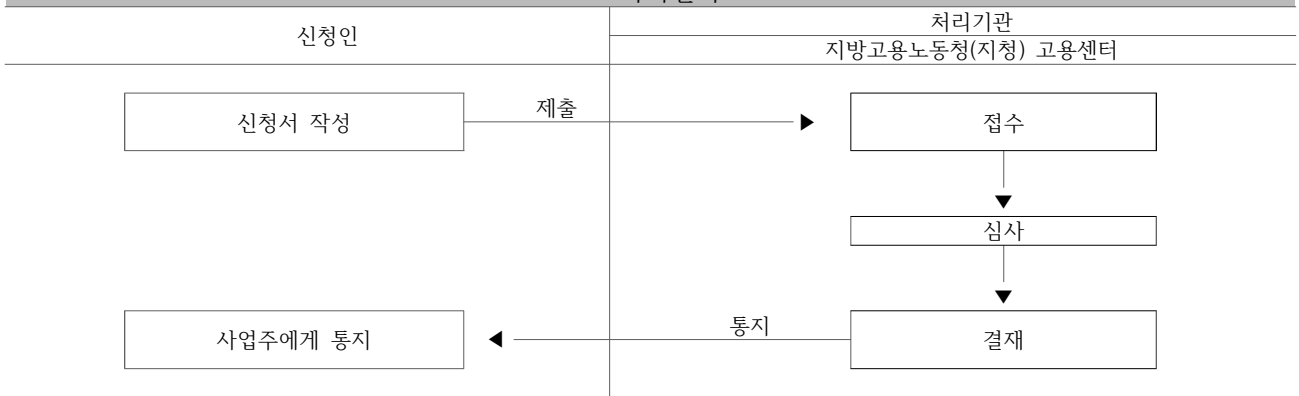 신청인
처리기관
지방고용노동청(지청) 고용센터
신청서 작성
제출
접수
심사
사업주에게 통지
통지
결재